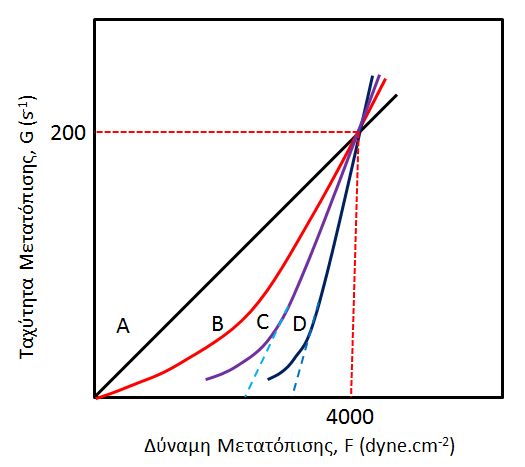 Ταχύτητα Μετατόπισης, G (s-1)
200
A
B
C
D
4000
Δύναμη Μετατόπισης, F (dyne.cm-2)